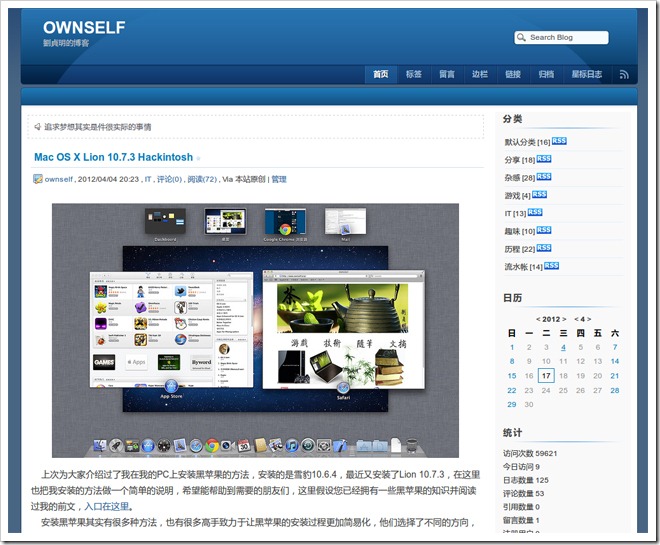 OWNSELF
劉貞明的博客
Search Blog
首页 标签 留言 边栏 链接 归档 星标日志
追求梦想其实是件很实际的事情
Mac OS X Lion 10.7.3 Hackintosh
ownself , 2012/04/04 20:23 , IT , 评论(0) , 阅读(72) , Via 本站原创 | 管理
Dashboard 桌面 Google Chrome 浏览器 Mail
GAMES Apps Byword
游戏 技術 随筆 文摘
App Store Safari
上次为大家介绍过了我在我的PC上安装黑苹果的方法，安装的是雪豹10.6.4，最近又安装了Lion 10.7.3，在这里
也把我安装的方法做一个简单的说明，希望能帮助到需要的朋友们，这里假设您已经拥有一些黑苹果的知识并阅读
过我的前文，入口在这里。
安装黑苹果其实有很多种方法，也有很多高手致力于让黑苹果的安装过程更加简易化，他们选择了不同的方向，
分类
默认分类 [16] RSS
分享 [18] RSS
杂感 [28] RSS
游戏 [4] RSS
IT [13] RSS
趣味 [10] RSS
历程 [22] RSS
流水帐 [14] RSS
日历
< 2012 > < 4 >
日 一 二 三 四 五 六
1 2 3 4 5 6 7
8 9 10 11 12 13 14
15 16 17 18 19 20 21
22 23 24 25 26 27 28
29 30
统计
访问次数 59621
今日访问 9
日志数量 125
评论数量 53
引用数量 0
留言数量 1